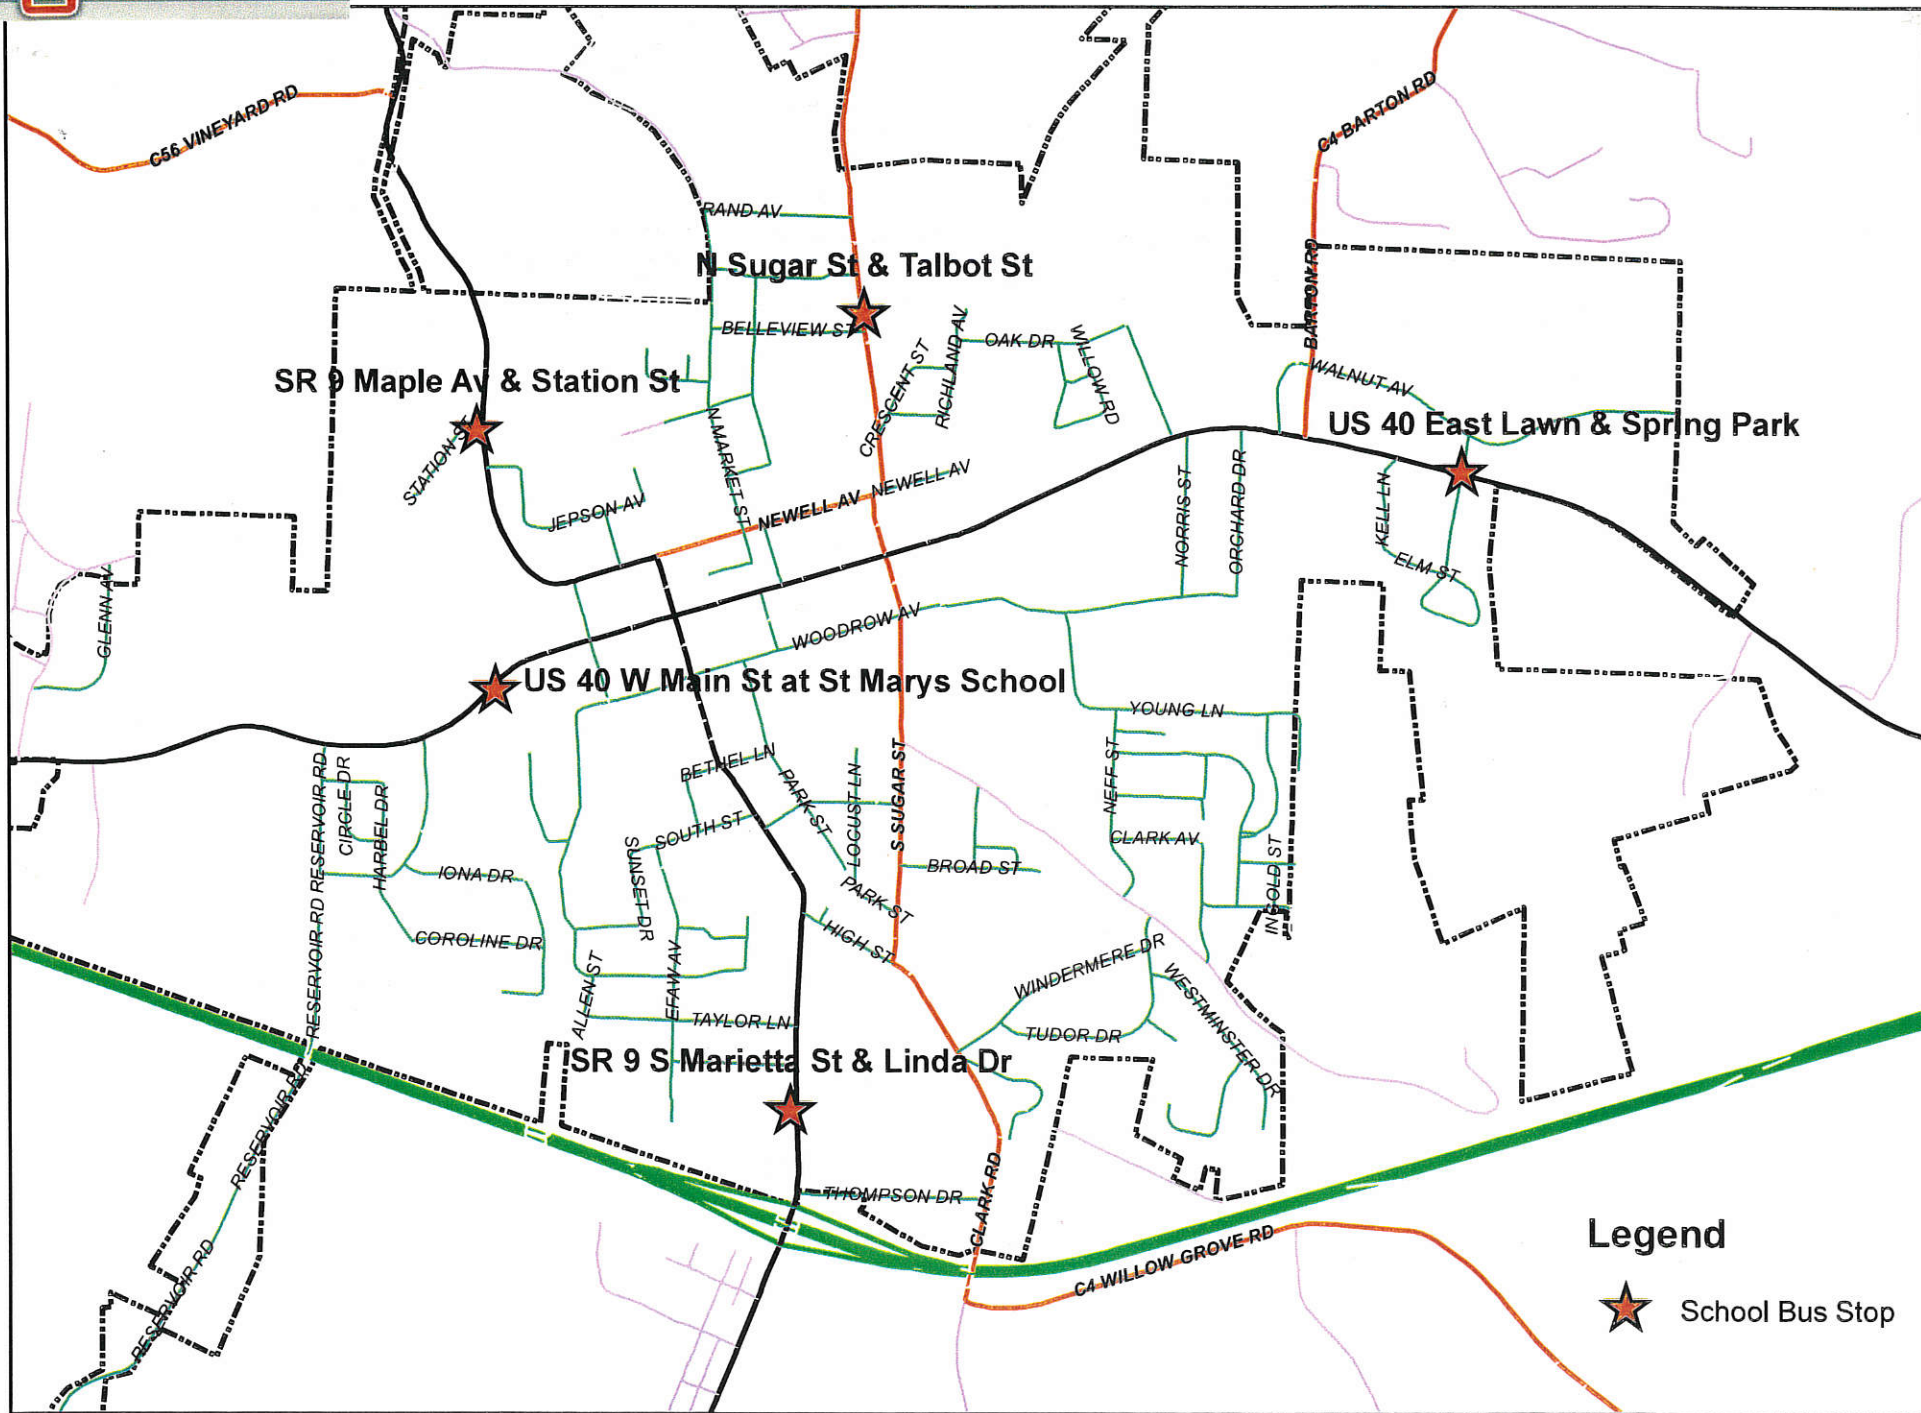 C56 VINEYARD RD
C4 BARTON RD
RAND AV
N Sugar St & Talbot St
BARTON RD
BELLEVIEW ST
CRESCENT ST
RICHLAND AV
OAK DR
WILLOW RD
WALNUT AV
SR 9 Maple Av & Station St
US 40 East Lawn & Spring Park
STATION ST
N MARKET ST
JEPSON AV
NEWELL AV
NEWELL AV
NORRIS ST
ORCHARD DR
KELL LN
ELM ST
GLENN AV
WOODROW AV
US 40 W Main St at St Marys School
YOUNG LN
RESERVOIR RD
CIRCLE DR
HARBEL DR
BETHEL LN
PARK ST
LOCUST LN
S SUGAR ST
NEFF ST
SOUTH ST
SUNSET DR
CLARK AV
INGOLD ST
IONA DR
BROAD ST
PARK ST
RESERVOIR RD
COROLINE DR
HIGH ST
ALLEN ST
EFAW AV
WINDERMERE DR
WESTMINSTER DR
TAYLOR LN
TUDOR DR
SR 9 S Marietta St & Linda Dr
RESERVOIR RD
RESERVOIR RD
THOMPSON DR
CLARK RD
C4 WILLOW GROVE RD
RESERVOIR RD
RESERVOIR RD
Legend
School Bus Stop